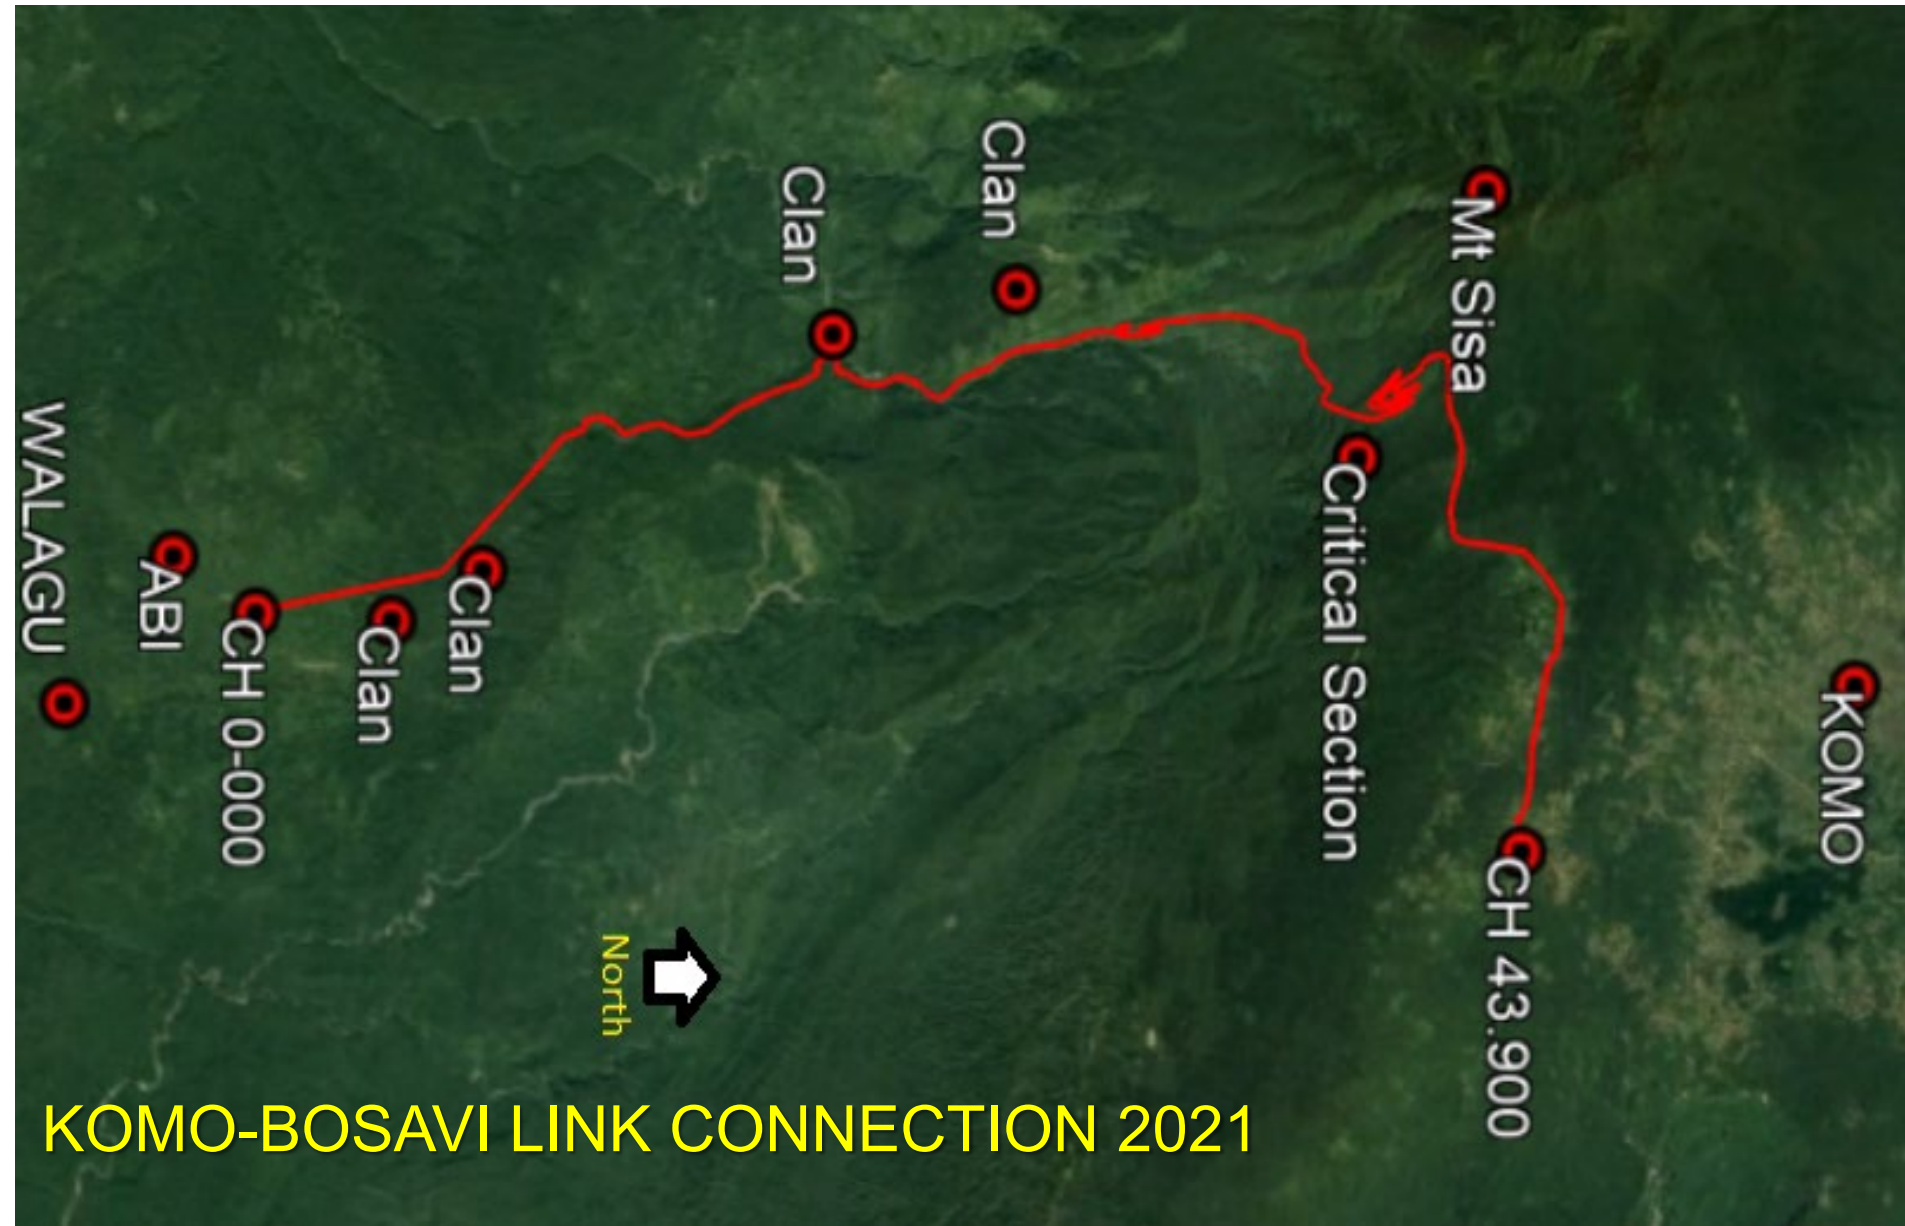 Clan
Clan
Mt Sisa
WALAGU
ABI
CH 0-000
Clan
Clan
Critical Section
KOMO
CH 43.900
North
KOMO-BOSAVI LINK CONNECTION 2021